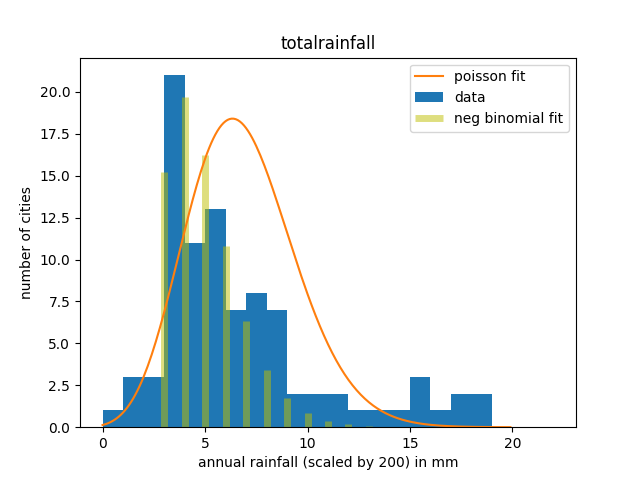 totalrainfall
poisson fit
data
neg binomial fit
number of cities
20.0
17.5
15.0
12.5
10.0
7.5
5.0
2.5
0.0
0 5 10 15 20
annual rainfall (scaled by 200) in mm